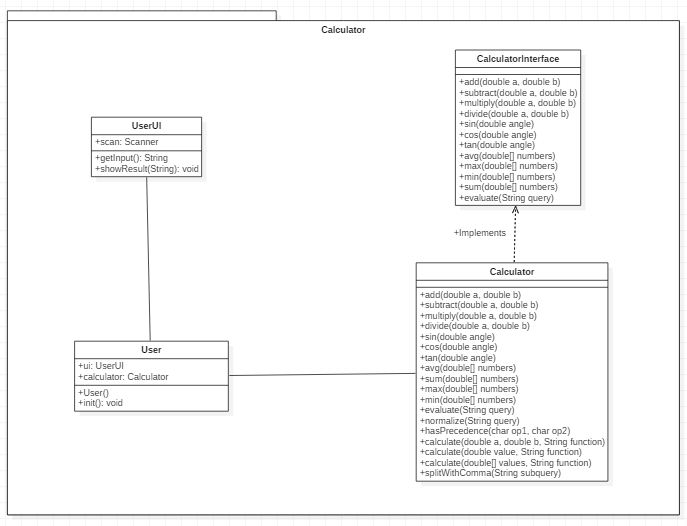 Calculator
CalculatorInterface
+add(double a, double b)
+subtract(double a, double b)
+multiply(double a, double b)
+divide(double a, double b)
+sin(double angle)
+cos(double angle)
+tan(double angle)
+avg(double[] numbers)
+max(double[] numbers)
+min(double[] numbers)
+sum(double[] numbers)
+evaluate(String query)
UserUI
+scan: Scanner
+getInput(): String
+showResult(String): void
+Implements
Calculator
+add(double a, double b)
+subtract(double a, double b)
+multiply(double a, double b)
+divide(double a, double b)
+sin(double angle)
+cos(double angle)
+tan(double angle)
+avg(double[] numbers)
+sum(double[] numbers)
+max(double[] numbers)
+min(double[] numbers)
+evaluate(String query)
+normalize(String query)
+hasPrecedence(char op1, char op2)
+calculate(double a, double b, String function)
+calculate(double value, String function)
+calculate(double[] values, String function)
+splitWithComma(String subquery)
User
+ui: UserUI
+calculator: Calculator
+User()
+init(): void